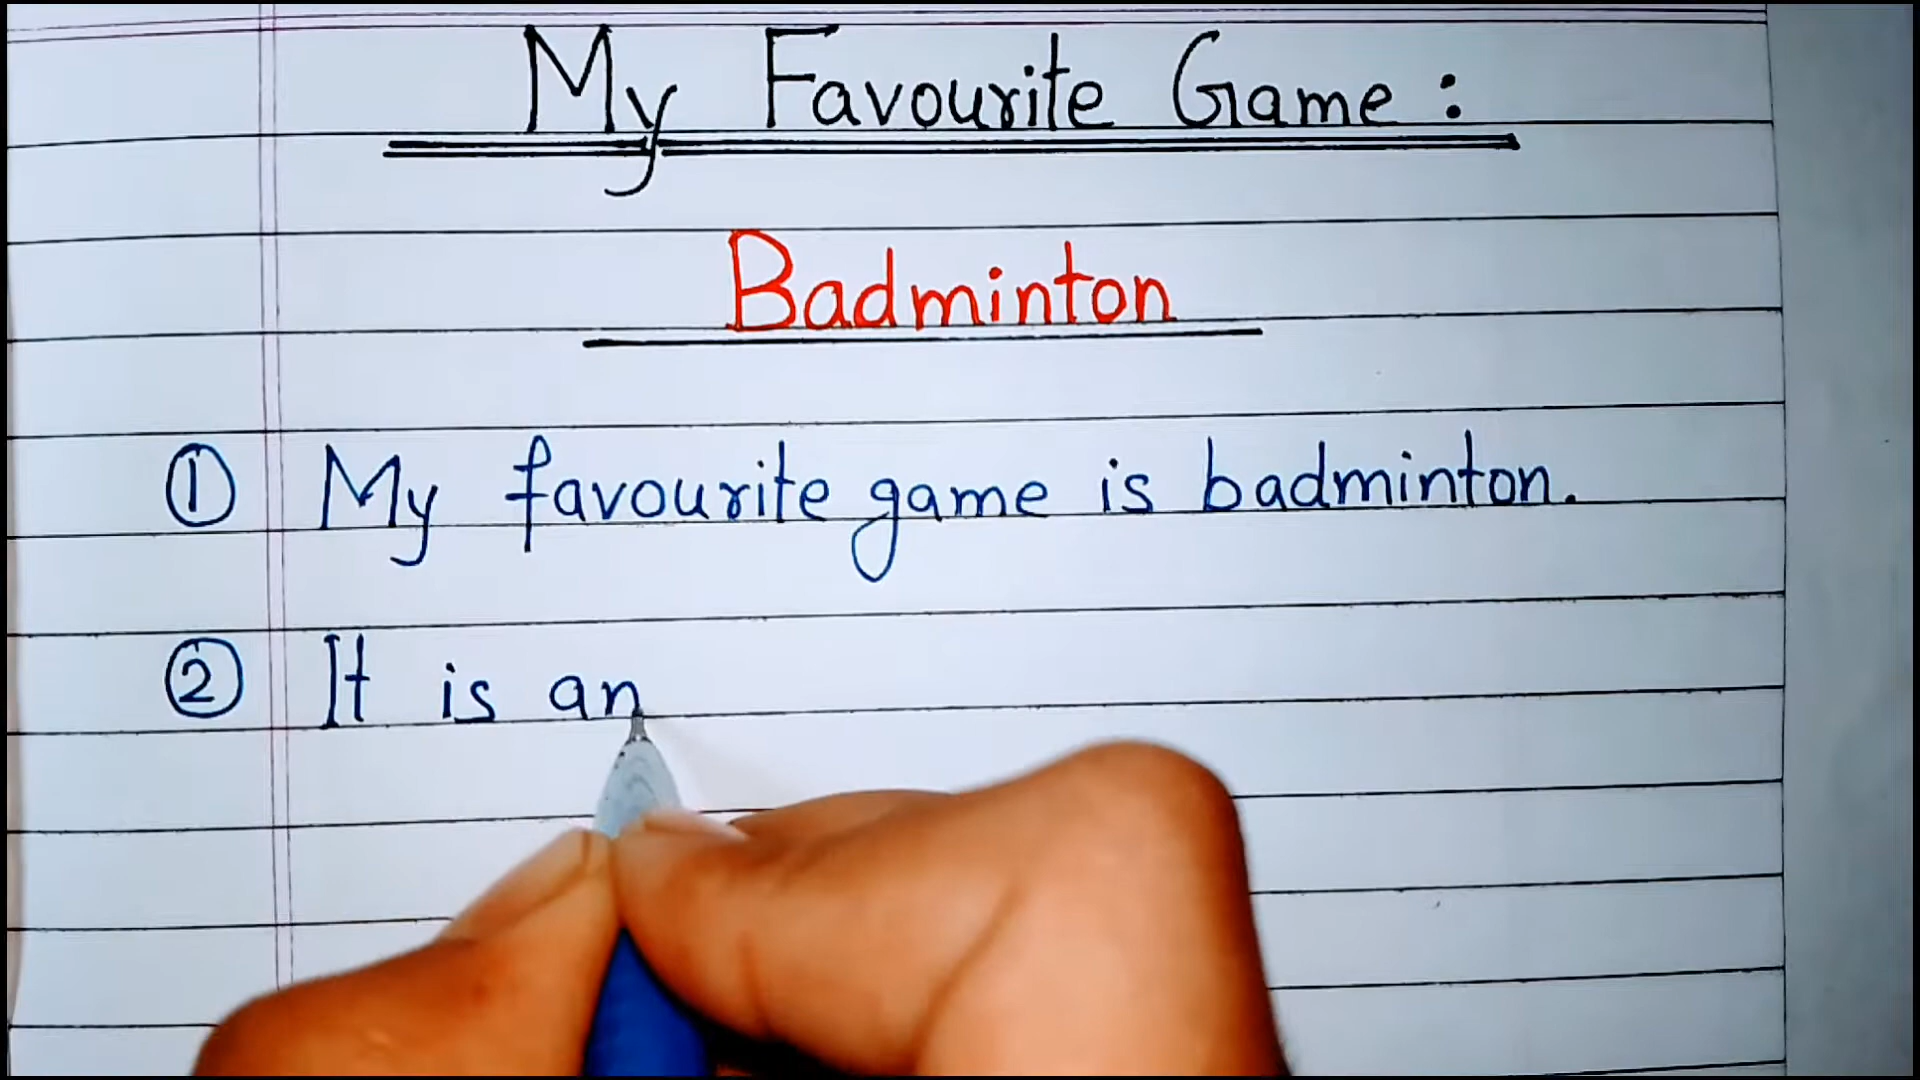 My Favourite Game :
Badminton
① My favourite game is badminton.
② It is an